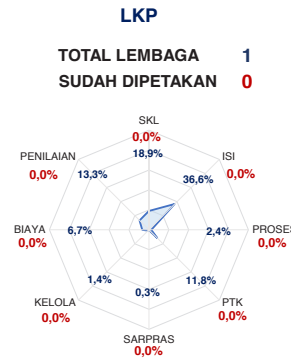 LKP
TOTAL LEMBAGA 1
SUDAH DIPETAKAN 0
SKL
0,0%
18,9%
PENILAIAN
0,0%
13,3%
ISI
0,0%
36,6%
BIAYA
0,0%
6,7%
2,4%
PROSES
0,0%
1,4%
11,8%
KELOLA
0,0%
0,3%
PTK
0,0%
SARPRAS
0,0%